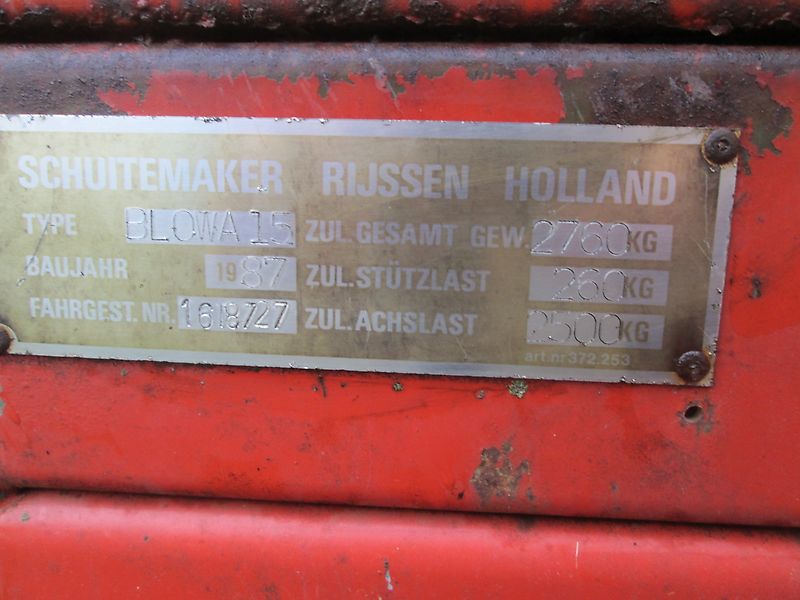 SCHUITEMAKER RIJSSEN HOLLAND
TYPE BLOWA 15 ZUL. GESAMT GEW. 2760 KG
BAUJAHR 1987 ZUL. STÜTZLAST 260 KG
FAHRGEST. NR. 1618727 ZUL. ACHSLAST 2500 KG
art.nr 372.253